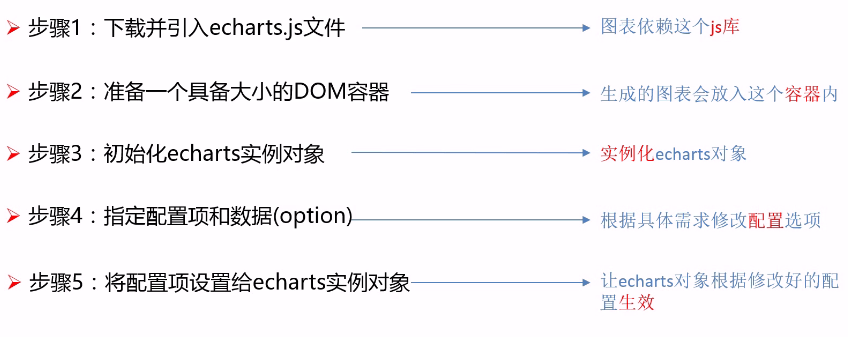 步骤1：下载并引入echarts.js文件
图表依赖这个js库
步骤2：准备一个具备大小的DOM容器
生成的图表会放入这个容器内
步骤3：初始化echarts实例对象
实例化echarts对象
步骤4：指定配置项和数据(option)
根据具体需求修改配置选项
步骤5：将配置项设置给echarts实例对象
让echarts对象根据修改好的配
置生效